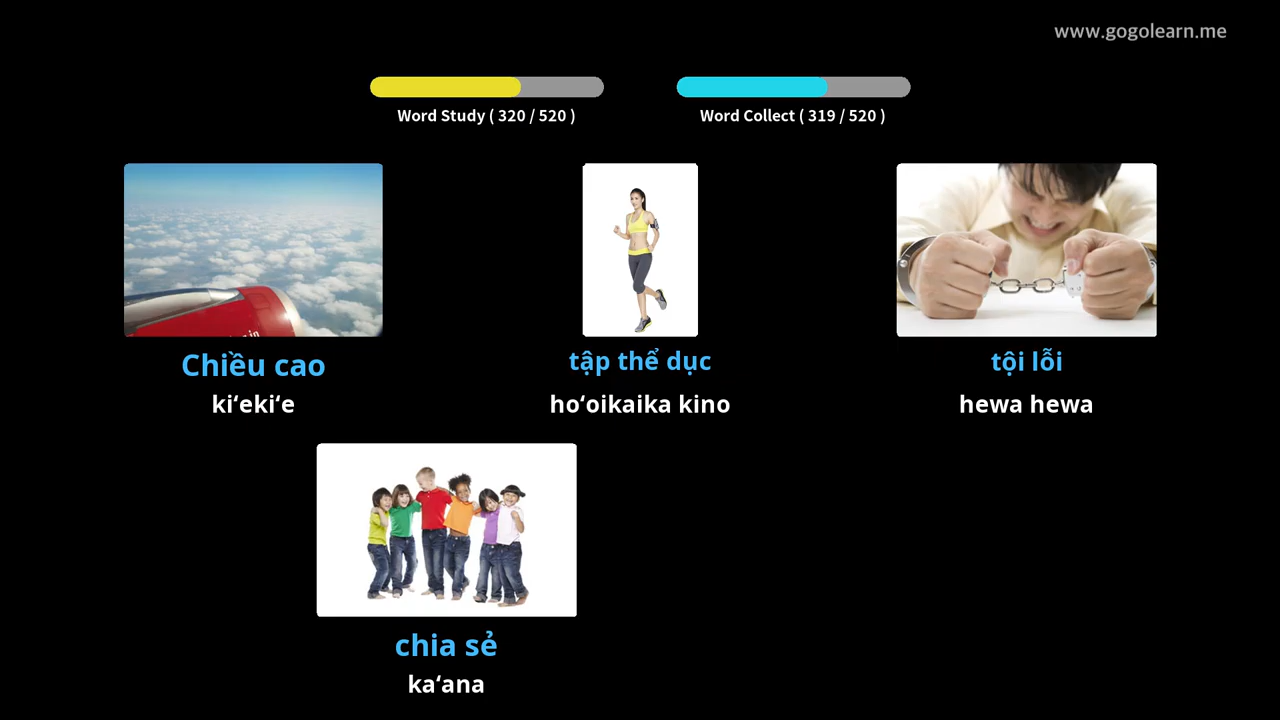 www.gogolearn.me
Word Study ( 320 / 520 )
Word Collect ( 319 / 520 )
Chiều cao
kiʻekiʻe
tập thể dục
hoʻoikaika kino
tội lỗi
hewa hewa
chia sẻ
kaʻana